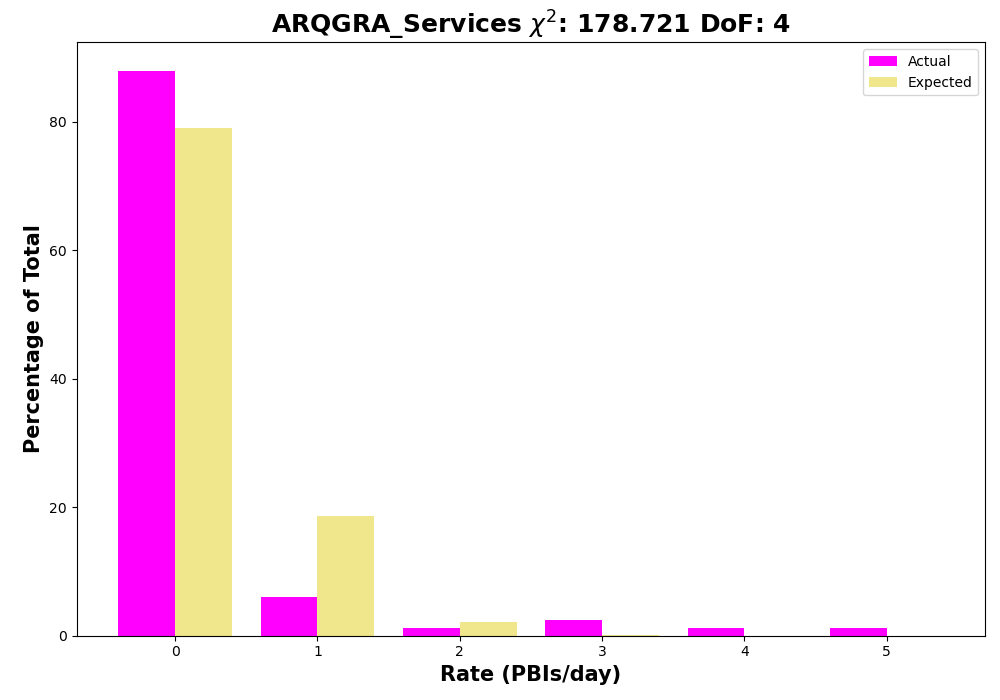 ARQGRA_Services χ²: 178.721 DoF: 4
Actual
Expected
Percentage of Total
80
60
40
20
0
0 1 2 3 4 5
Rate (PBIs/day)